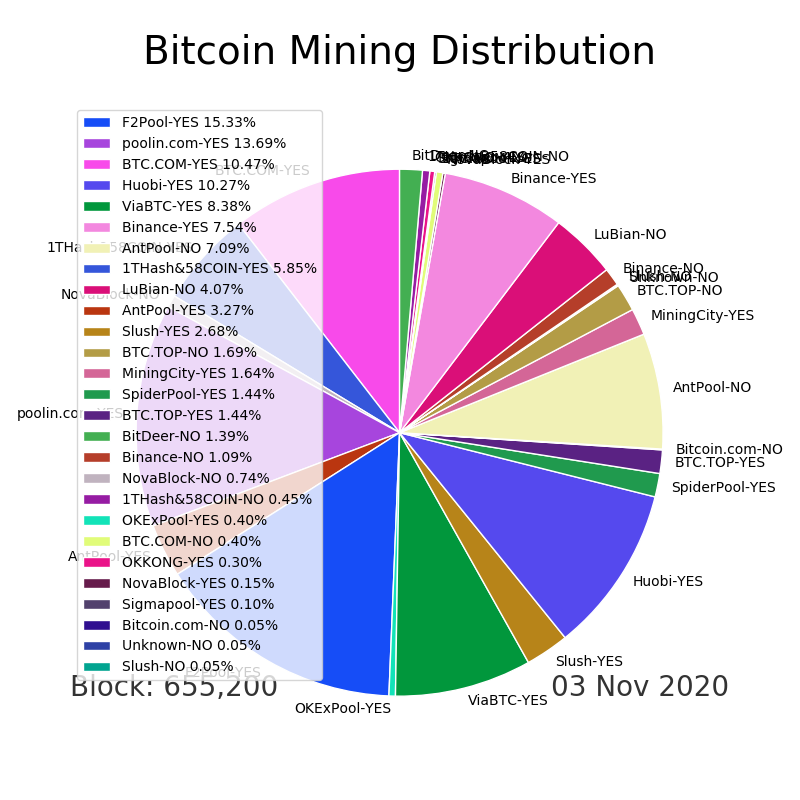 Bitcoin Mining Distribution
F2Pool-YES 15.33%
poolin.com-YES 13.69%
BTC.COM-YES 10.47%
Huobi-YES 10.27%
ViaBTC-YES 8.38%
Binance-YES 7.54%
AntPool-NO 7.09%
1THash&58COIN-YES 5.85%
LuBian-NO 4.07%
AntPool-YES 3.27%
Slush-YES 2.68%
BTC.TOP-NO 1.69%
MiningCity-YES 1.64%
SpiderPool-YES 1.44%
BTC.TOP-YES 1.44%
BitDeer-NO 1.39%
Binance-NO 1.09%
NovaBlock-NO 0.74%
1THash&58COIN-NO 0.45%
OKExPool-YES 0.40%
BTC.COM-NO 0.40%
OKKONG-YES 0.30%
NovaBlock-YES 0.15%
Sigmapool-YES 0.10%
Bitcoin.com-NO 0.05%
Unknown-NO 0.05%
Slush-NO 0.05%
BTC.COM-YES
NovaBlock-NO
AntPool-YES
Binance-YES
LuBian-NO
Binance-NO
Unknown-NO
BTC.TOP-NO
MiningCity-YES
AntPool-NO
Bitcoin.com-NO
BTC.TOP-YES
SpiderPool-YES
Huobi-YES
Slush-YES
ViaBTC-YES
OKExPool-YES
Block: 655,200
03 Nov 2020